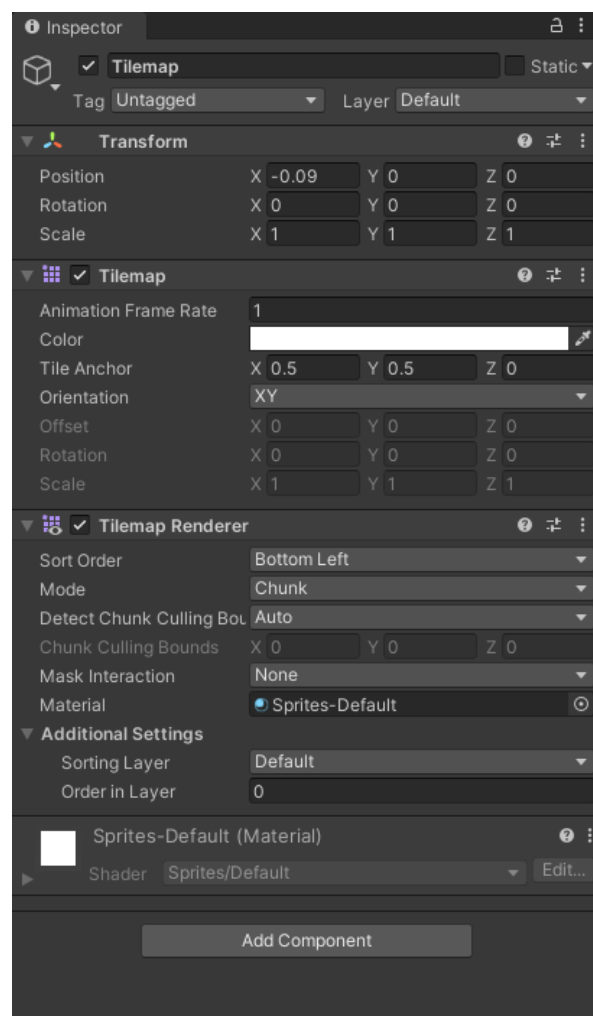 Inspector
Tilemap Static
Tag Untagged Layer Default
Transform
Position X -0.09 Y 0 Z 0
Rotation X 0 Y 0 Z 0
Scale X 1 Y 1 Z 1
Tilemap
Animation Frame Rate 1
Color
Tile Anchor X 0.5 Y 0.5 Z 0
Orientation XY
Offset X 0 Y 0 Z 0
Rotation X 0 Y 0 Z 0
Scale X 1 Y 1 Z 1
Tilemap Renderer
Sort Order Bottom Left
Mode Chunk
Detect Chunk Culling Bou Auto
Chunk Culling Bounds X 0 Y 0 Z 0
Mask Interaction None
Material Sprites-Default
Additional Settings
Sorting Layer Default
Order in Layer 0
Sprites-Default (Material)
Shader Sprites/Default Edit...
Add Component